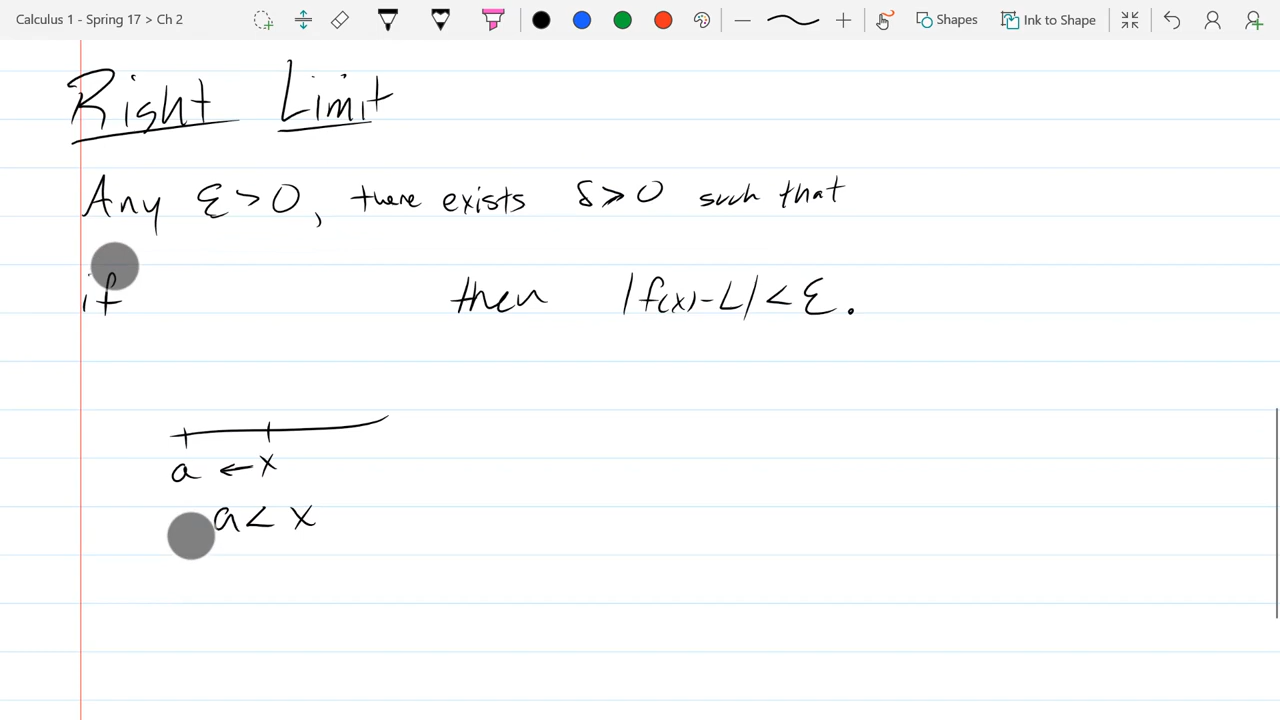 Calculus 1 - Spring 17 > Ch 2
Shapes
Ink to Shape
Right Limit
Any ε > 0, there exists δ > 0 such that
if then |f(x)-L| < ε.
a ← x
a < x